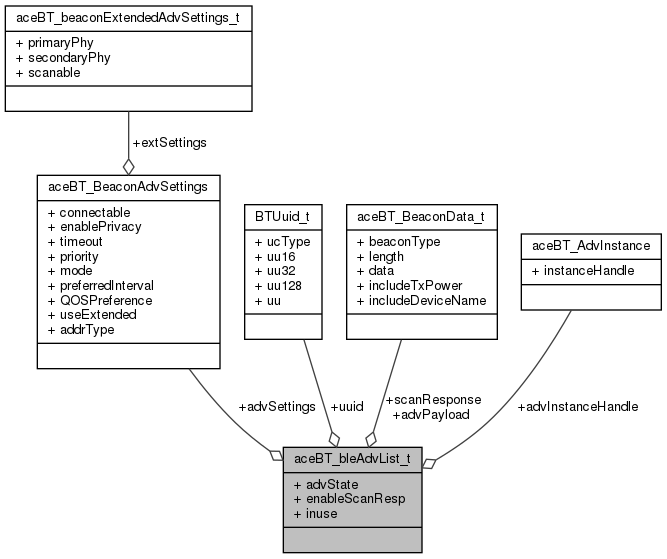 aceBT_beaconExtendedAdvSettings_t
+ primaryPhy
+ secondaryPhy
+ scanable
+extSettings
aceBT_BeaconAdvSettings
+ connectable
+ enablePrivacy
+ timeout
+ priority
+ mode
+ preferredInterval
+ QOSPreference
+ useExtended
+ addrType
BTUuid_t
+ ucType
+ uu16
+ uu32
+ uu128
+ uu
aceBT_BeaconData_t
+ beaconType
+ length
+ data
+ includeTxPower
+ includeDeviceName
aceBT_AdvInstance
+ instanceHandle
+advSettings
+uuid
+scanResponse
+advPayload
+advInstanceHandle
aceBT_bleAdvList_t
+ advState
+ enableScanResp
+ inuse